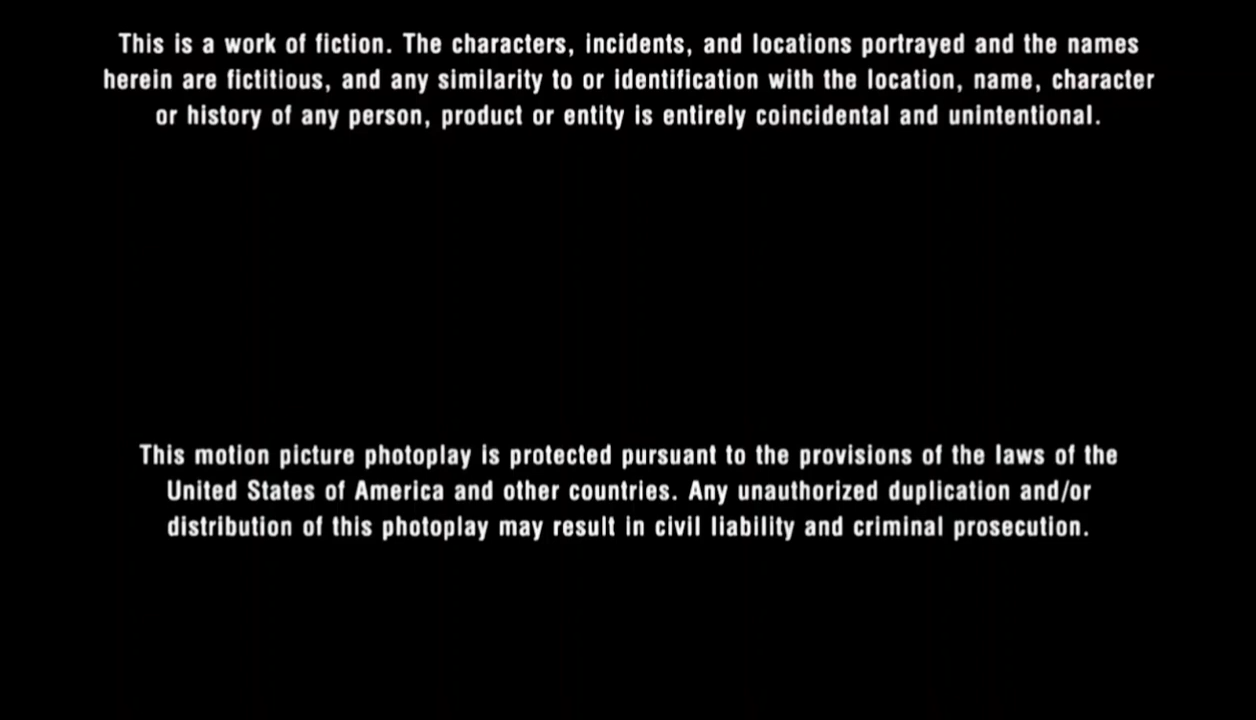 This is a work of fiction. The characters, incidents, and locations portrayed and the names
herein are fictitious, and any similarity to or identification with the location, name, character
or history of any person, product or entity is entirely coincidental and unintentional.
This motion picture photoplay is protected pursuant to the provisions of the laws of the
United States of America and other countries. Any unauthorized duplication and/or
distribution of this photoplay may result in civil liability and criminal prosecution.